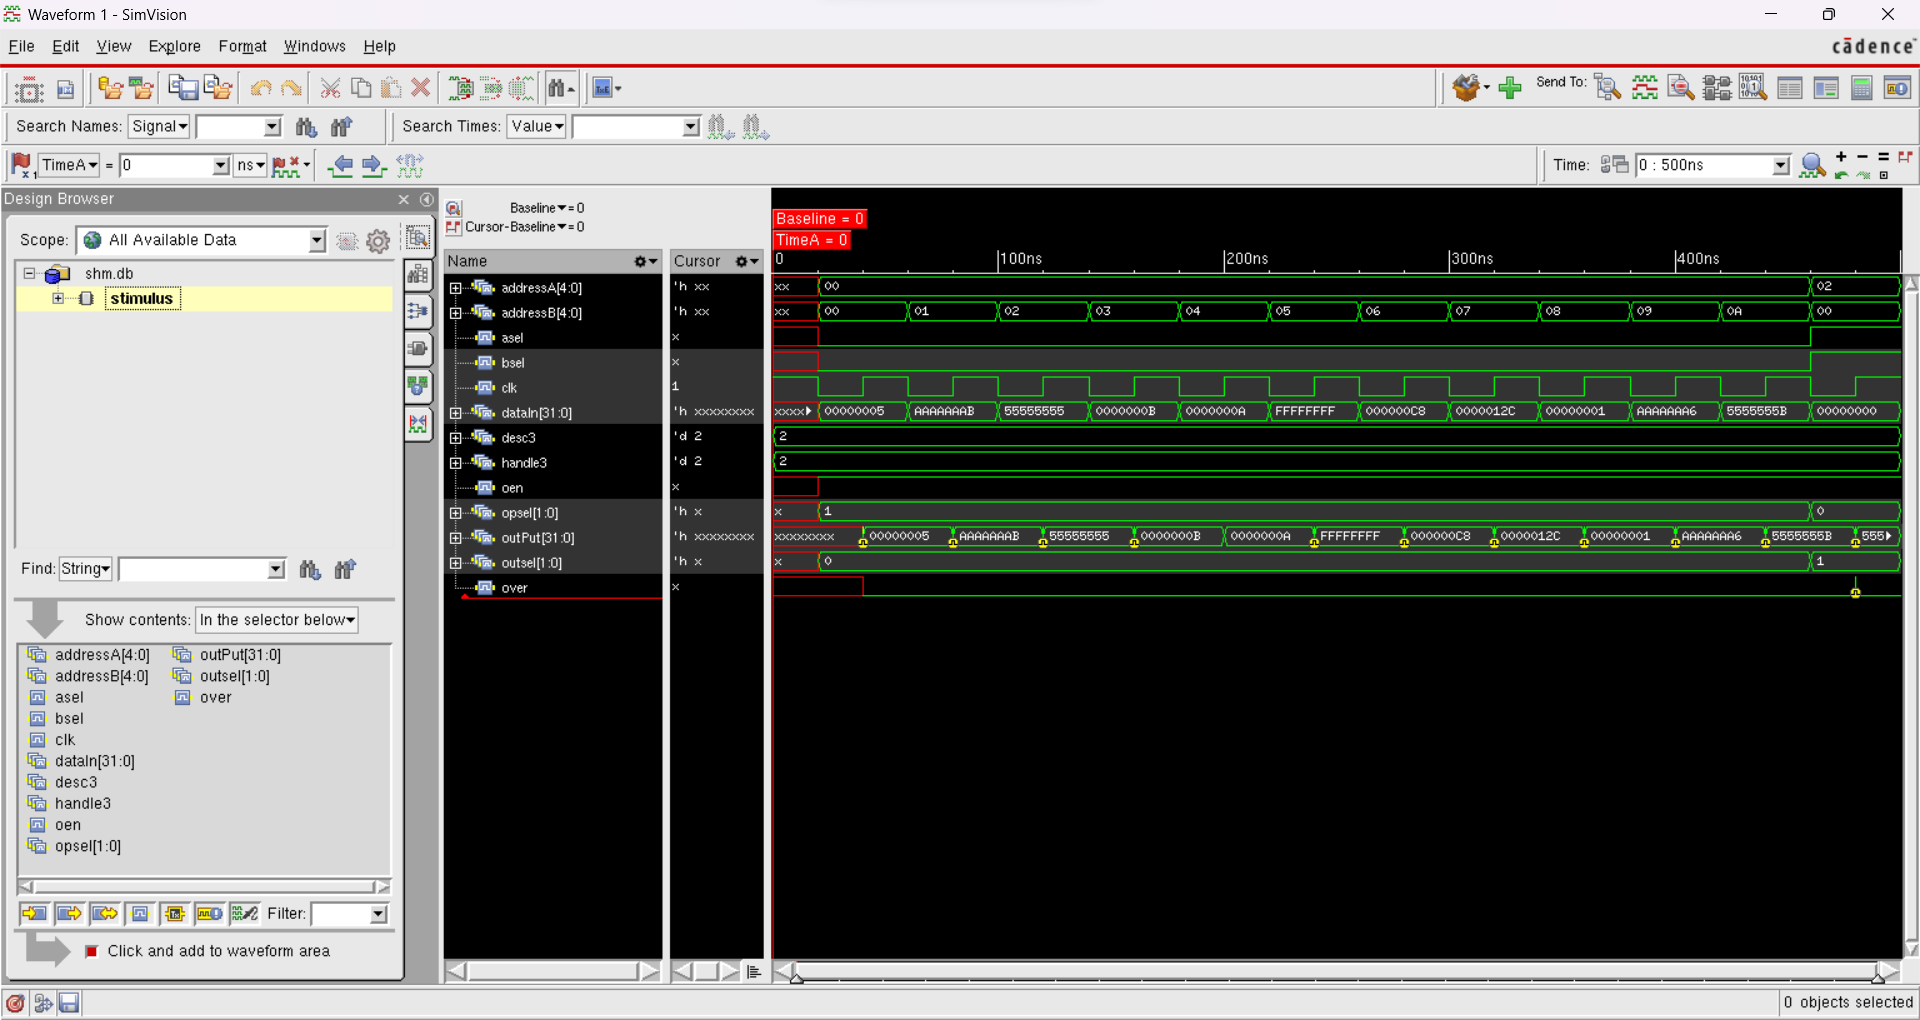 Waveform 1 - SimVision
File Edit View Explore Format Windows Help
cādence
Send To:
Search Names: Signal Search Times: Value
TimeA = 0 ns Time: 0 : 500ns
Design Browser
Scope: All Available Data
shm.db
stimulus
Find: String
Show contents: In the selector below
addressA[4:0] outPut[31:0]
addressB[4:0] outsel[1:0]
asel over
bsel
clk
dataIn[31:0]
desc3
handle3
oen
opsel[1:0]
Filter:
Click and add to waveform area
Baseline = 0
Cursor-Baseline = 0
Baseline = 0
TimeA = 0
Name Cursor 0 100ns 200ns 300ns 400ns
addressA[4:0] 'h xx xx 00 02
addressB[4:0] 'h xx xx 00 01 02 03 04 05 06 07 08 09 0A 00
asel x
bsel x
clk 1
dataIn[31:0] 'h xxxxxxxx xxxx 00000005 AAAAAAAB 55555555 0000000B 0000000A FFFFFFFF 000000C8 0000012C 00000001 AAAAAAA6 5555555B 00000000
desc3 'd 2 2
handle3 'd 2 2
oen x
opsel[1:0] 'h x x 1 0
outPut[31:0] 'h xxxxxxxx xxxxxxxx 00000005 AAAAAAAB 55555555 0000000B 0000000A FFFFFFFF 000000C8 0000012C 00000001 AAAAAAA6 5555555B 555
outsel[1:0] 'h x x 0 1
over x
0 objects selected